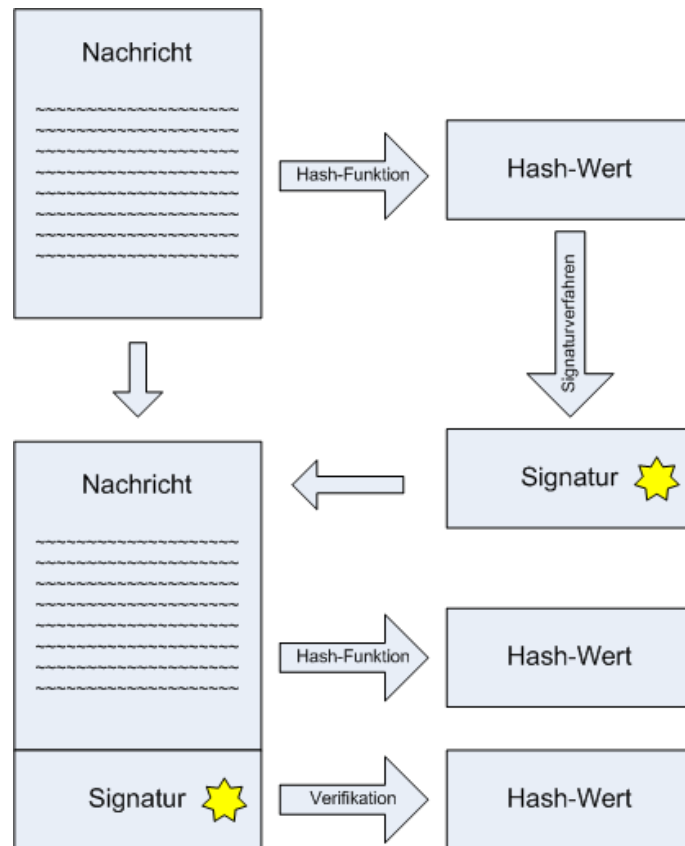 Nachricht
Hash-Funktion
Hash-Wert
Signaturverfahren
Nachricht
Signatur
Hash-Funktion
Hash-Wert
Signatur
Verifikation
Hash-Wert